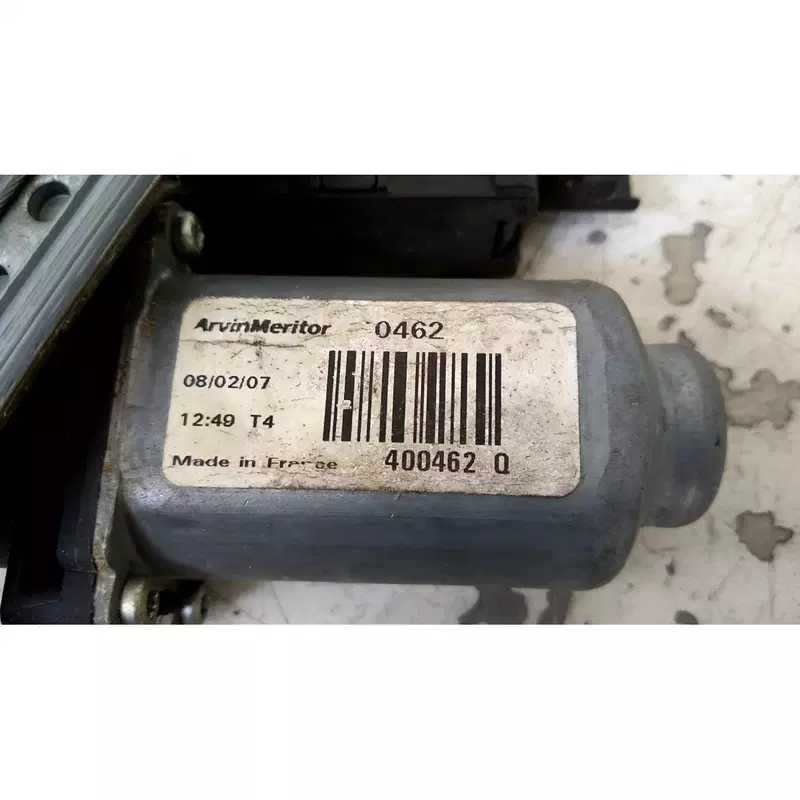 ArvinMeritor 0462
08/02/07
12:49 T4
Made in France 400462 Q